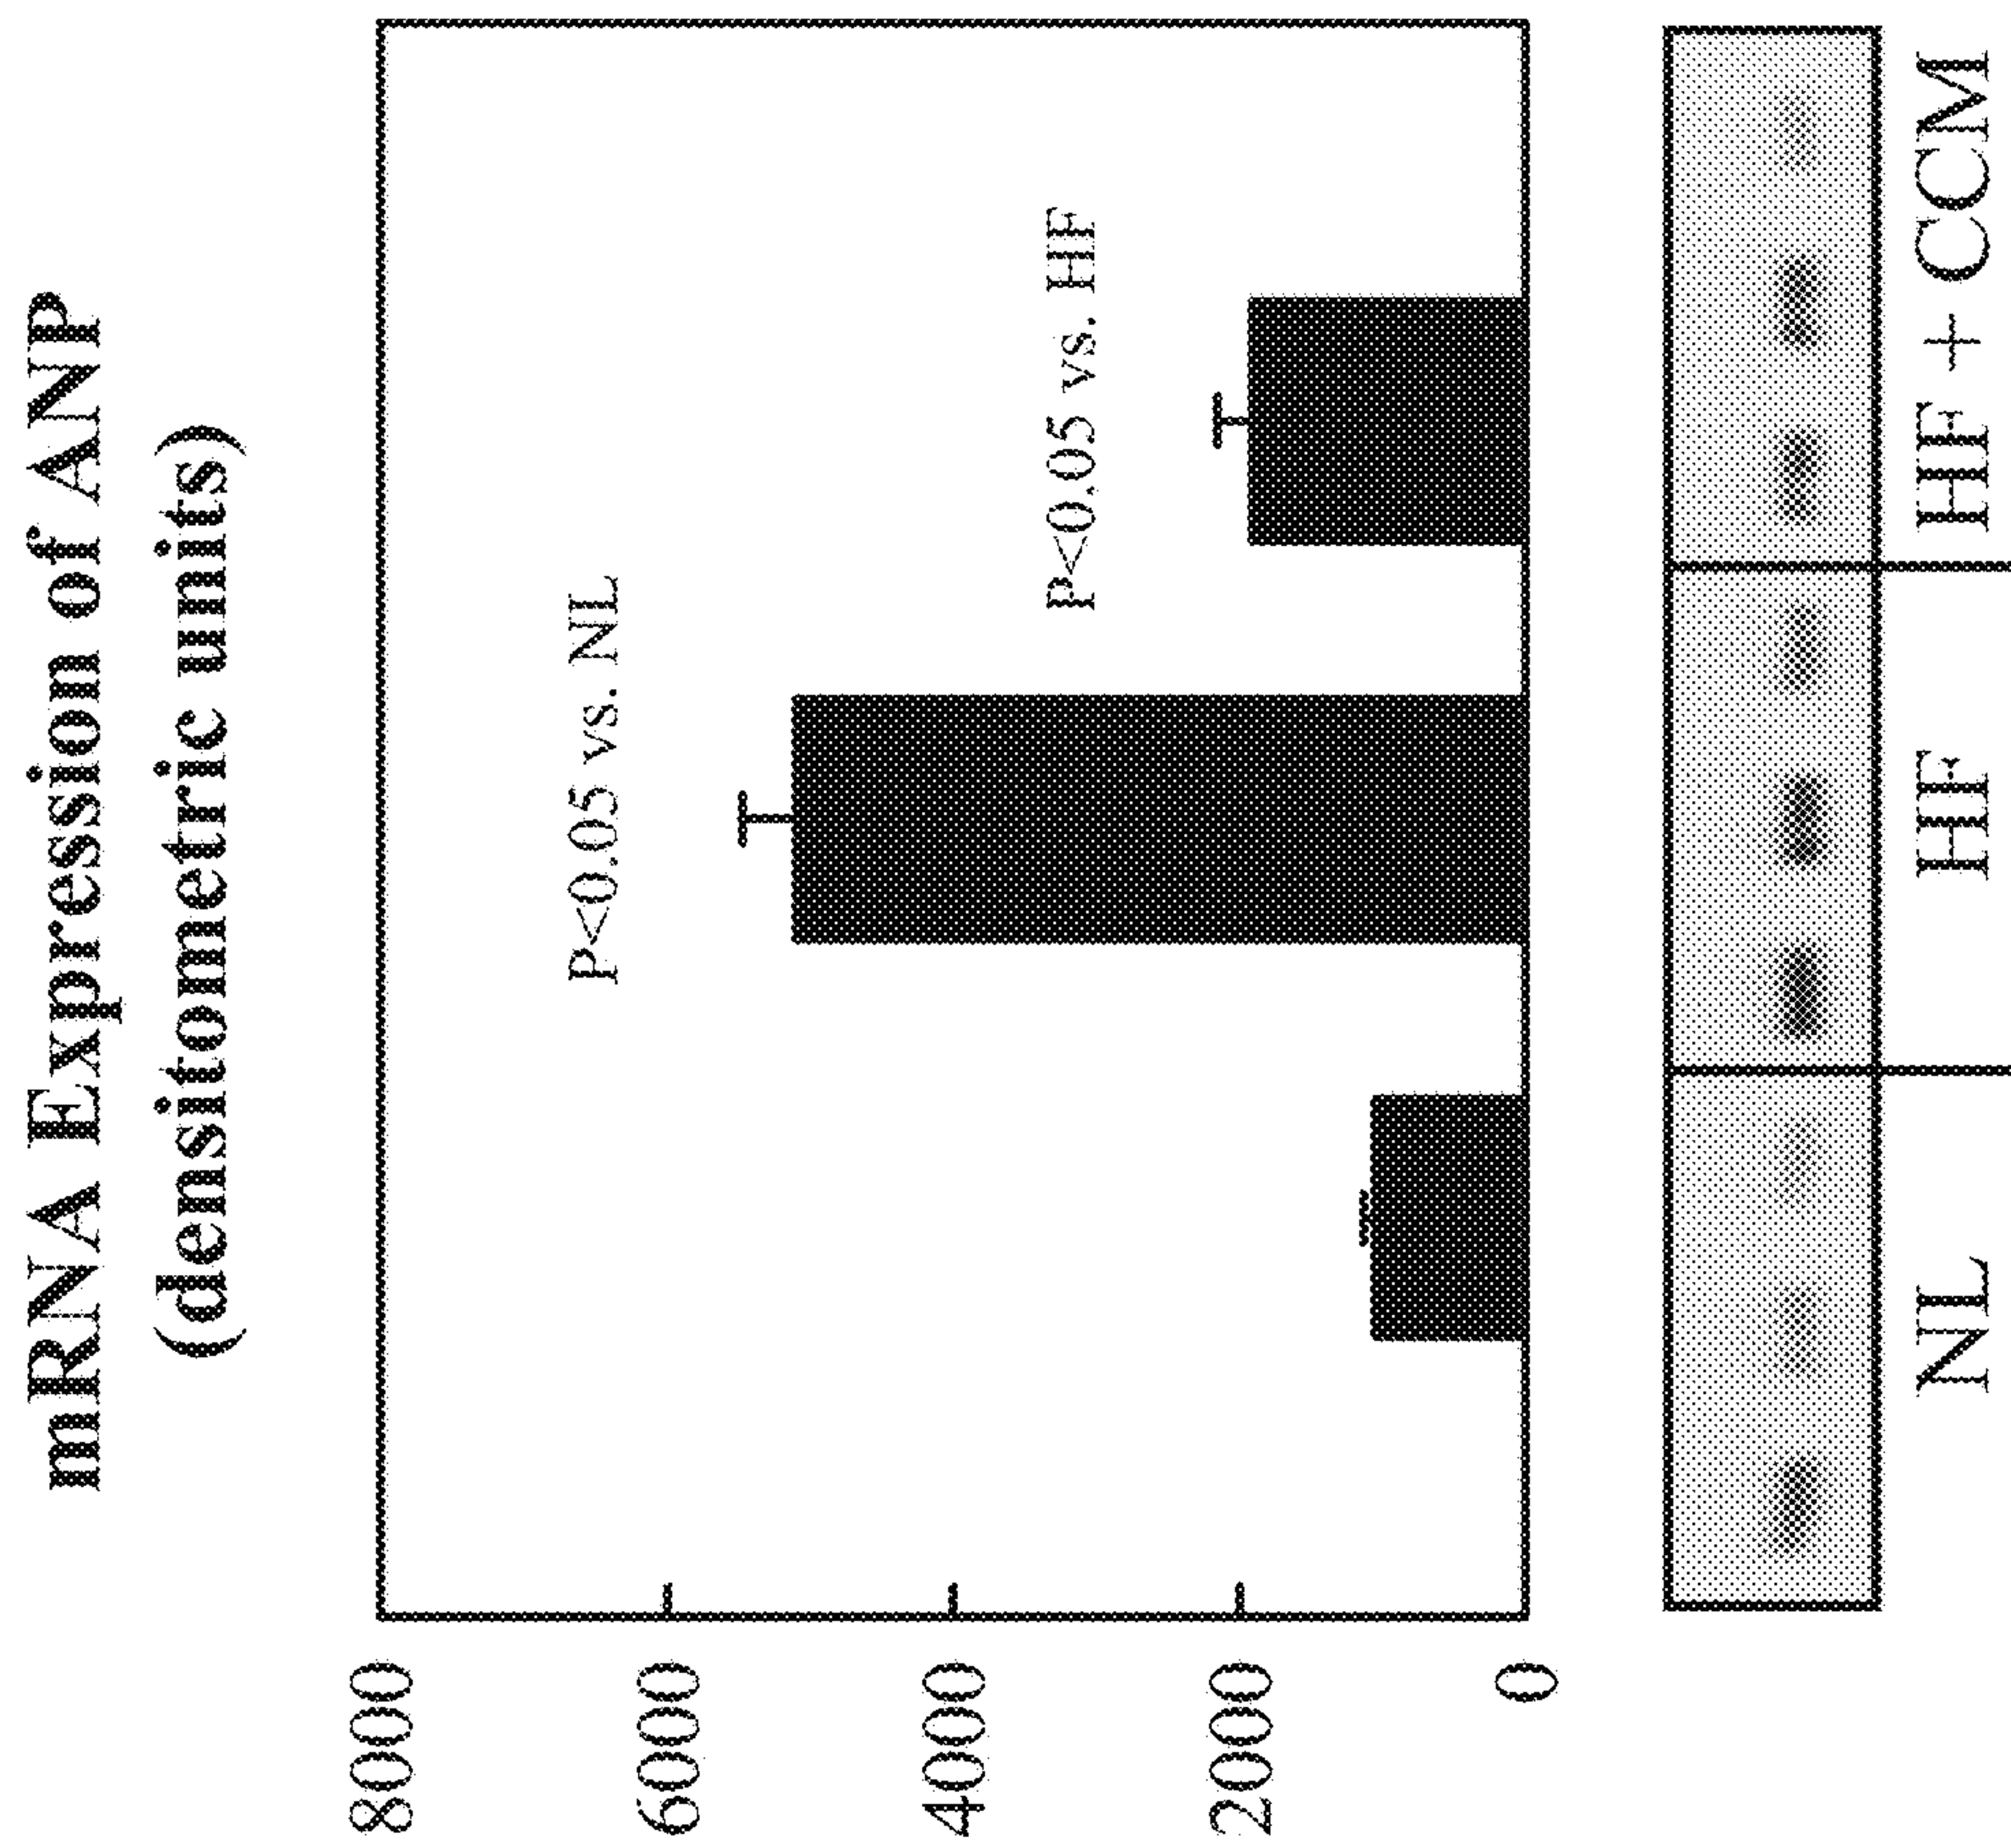 mRNA Expression of ANP
(densitometric units)
8000
6000
4000
2000
0
P<0.05 vs. NL
P<0.05 vs. HF
NL
HF
HF + CCM